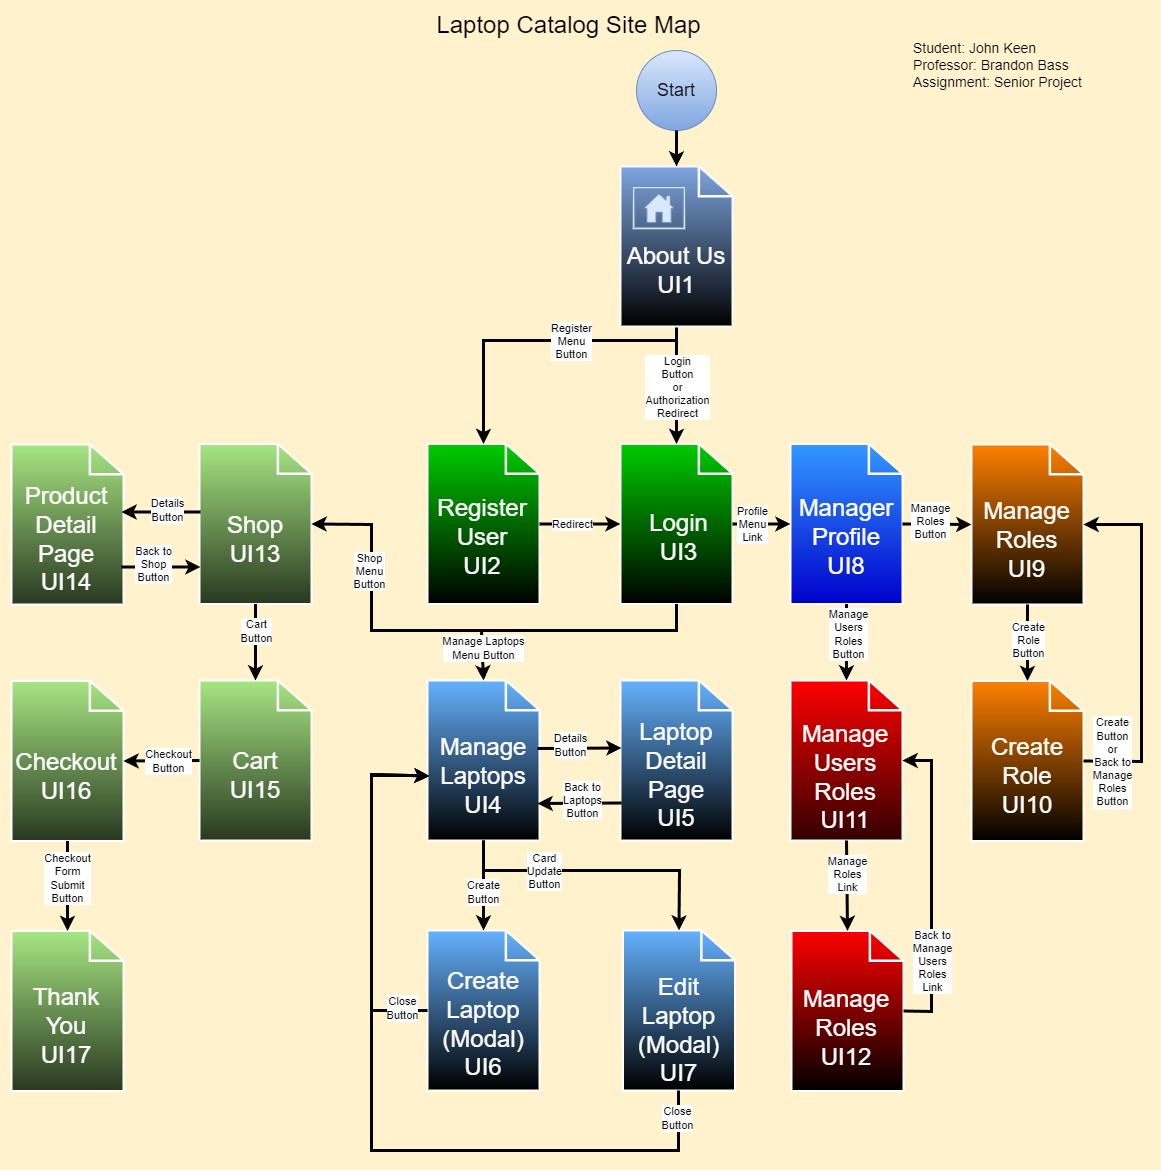 Laptop Catalog Site Map
Student: John Keen
Professor: Brandon Bass
Assignment: Senior Project
Start
About Us
UI1
Register
Menu
Button
Login
Button
or
Authorization
Redirect
Product
Detail
Page
UI14
Details
Button
Back to
Shop
Button
Shop
UI13
Shop
Menu
Button
Register
User
UI2
Redirect
Login
UI3
Profile
Menu
Link
Manager
Profile
UI8
Manage
Roles
Button
Manage
Roles
UI9
Cart
Button
Manage Laptops
Menu Button
Manage
Users
Roles
Button
Create
Role
Button
Checkout
UI16
Checkout
Button
Cart
UI15
Manage
Laptops
UI4
Details
Button
Back to
Laptops
Button
Laptop
Detail
Page
UI5
Manage
Users
Roles
UI11
Create
Role
UI10
Create
Button
or
Back to
Manage
Roles
Button
Checkout
Form
Submit
Button
Create
Button
Card
Update
Button
Manage
Roles
Link
Thank
You
UI17
Close
Button
Create
Laptop
(Modal)
UI6
Edit
Laptop
(Modal)
UI7
Manage
Roles
UI12
Back to
Manage
Users
Roles
Link
Close
Button